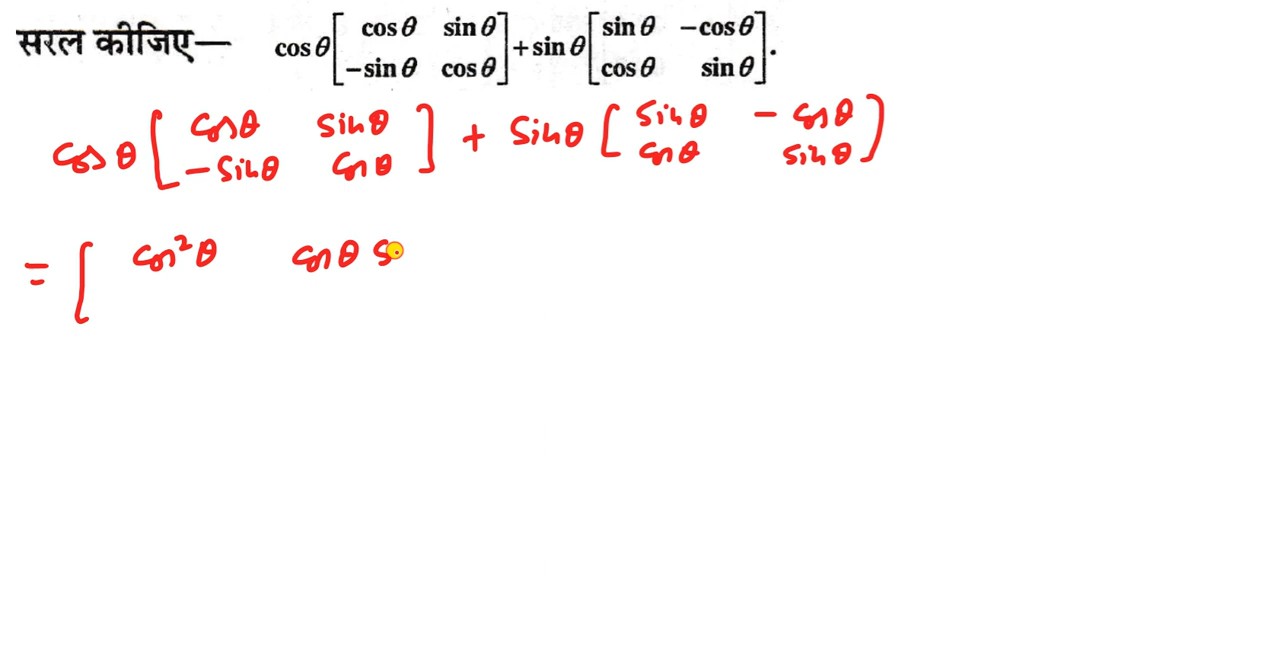 सरल कीजिए— cosθ[cosθ sinθ −sinθ cosθ]+sinθ[sinθ −cosθ cosθ sinθ].
cosθ [cosθ sinθ −sinθ cosθ] + sinθ [sinθ −cosθ cosθ sinθ]
= [ cos²θ cosθ s